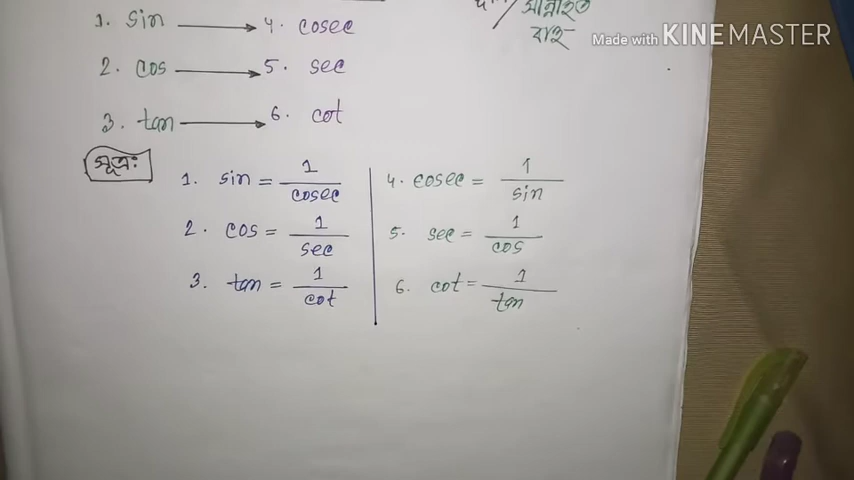 সন্নিহিত
বাহু
Made with KINEMASTER
1. sin → 4. cosec
2. cos → 5. sec
3. tan → 6. cot
সূত্রঃ
1. sin = 1/cosec
2. cos = 1/sec
3. tan = 1/cot
4. cosec = 1/sin
5. sec = 1/cos
6. cot = 1/tan